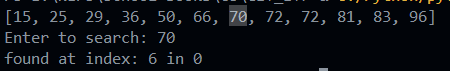 [15, 25, 29, 36, 50, 66, 70, 72, 72, 81, 83, 96]
Enter to search: 70
found at index: 6 in 0